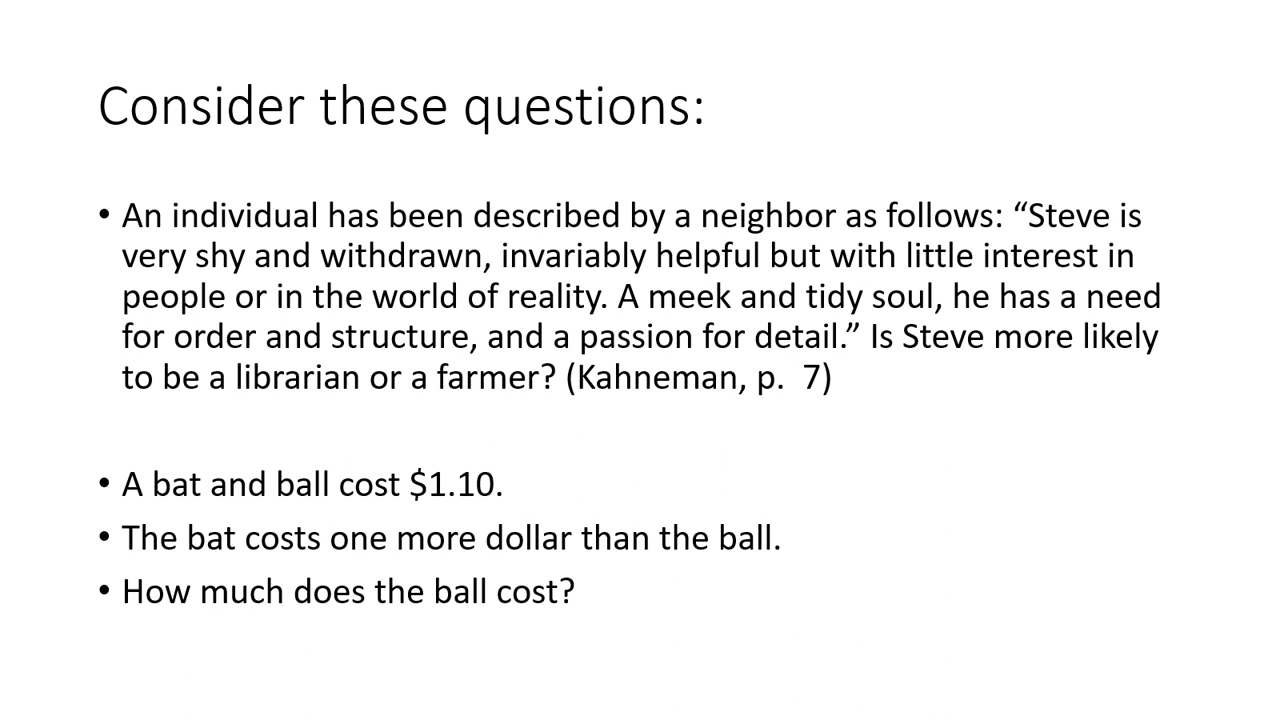 Consider these questions:
• An individual has been described by a neighbor as follows: “Steve is
very shy and withdrawn, invariably helpful but with little interest in
people or in the world of reality. A meek and tidy soul, he has a need
for order and structure, and a passion for detail.” Is Steve more likely
to be a librarian or a farmer? (Kahneman, p.  7)
• A bat and ball cost $1.10.
• The bat costs one more dollar than the ball.
• How much does the ball cost?